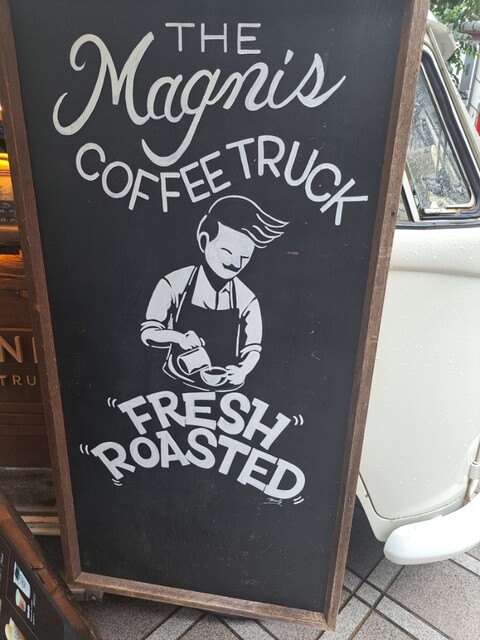 THE
Magnis
COFFEE TRUCK
FRESH
ROASTED